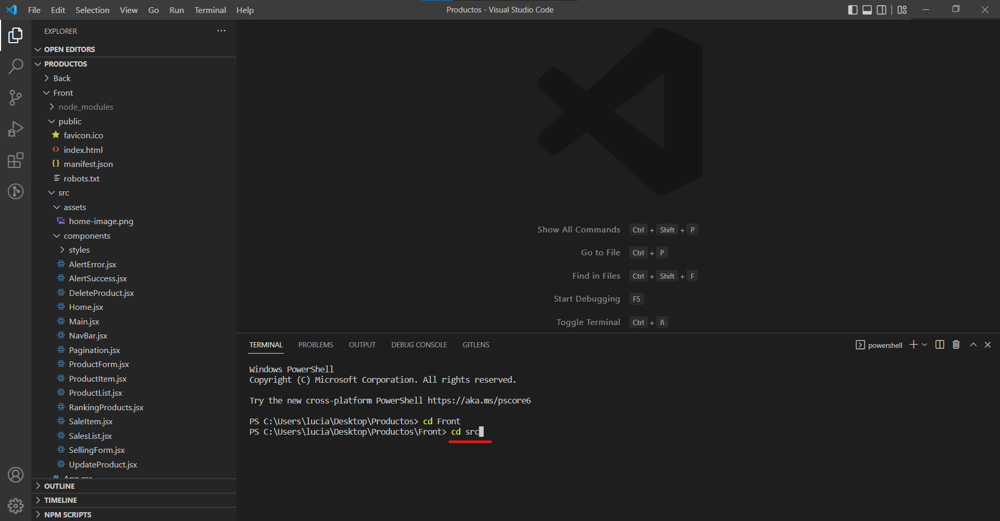 File Edit Selection View Go Run Terminal Help
Productos - Visual Studio Code
EXPLORER
OPEN EDITORS
PRODUCTOS
Back
Front
node_modules
public
favicon.ico
index.html
manifest.json
robots.txt
src
assets
home-image.png
components
styles
AlertError.jsx
AlertSuccess.jsx
DeleteProduct.jsx
Home.jsx
Main.jsx
NavBar.jsx
Pagination.jsx
ProductForm.jsx
ProductItem.jsx
ProductList.jsx
RankingProducts.jsx
SaleItem.jsx
SalesList.jsx
SellingForm.jsx
UpdateProduct.jsx
App.css
OUTLINE
TIMELINE
NPM SCRIPTS
Show All Commands Ctrl + Shift + P
Go to File Ctrl + P
Find in Files Ctrl + Shift + F
Start Debugging F5
Toggle Terminal Ctrl + ñ
TERMINAL PROBLEMS OUTPUT DEBUG CONSOLE GITLENS
powershell
Windows PowerShell
Copyright (C) Microsoft Corporation. All rights reserved.
Try the new cross-platform PowerShell https://aka.ms/pscore6
PS C:\Users\lucia\Desktop\Productos> cd Front
PS C:\Users\lucia\Desktop\Productos\Front> cd src